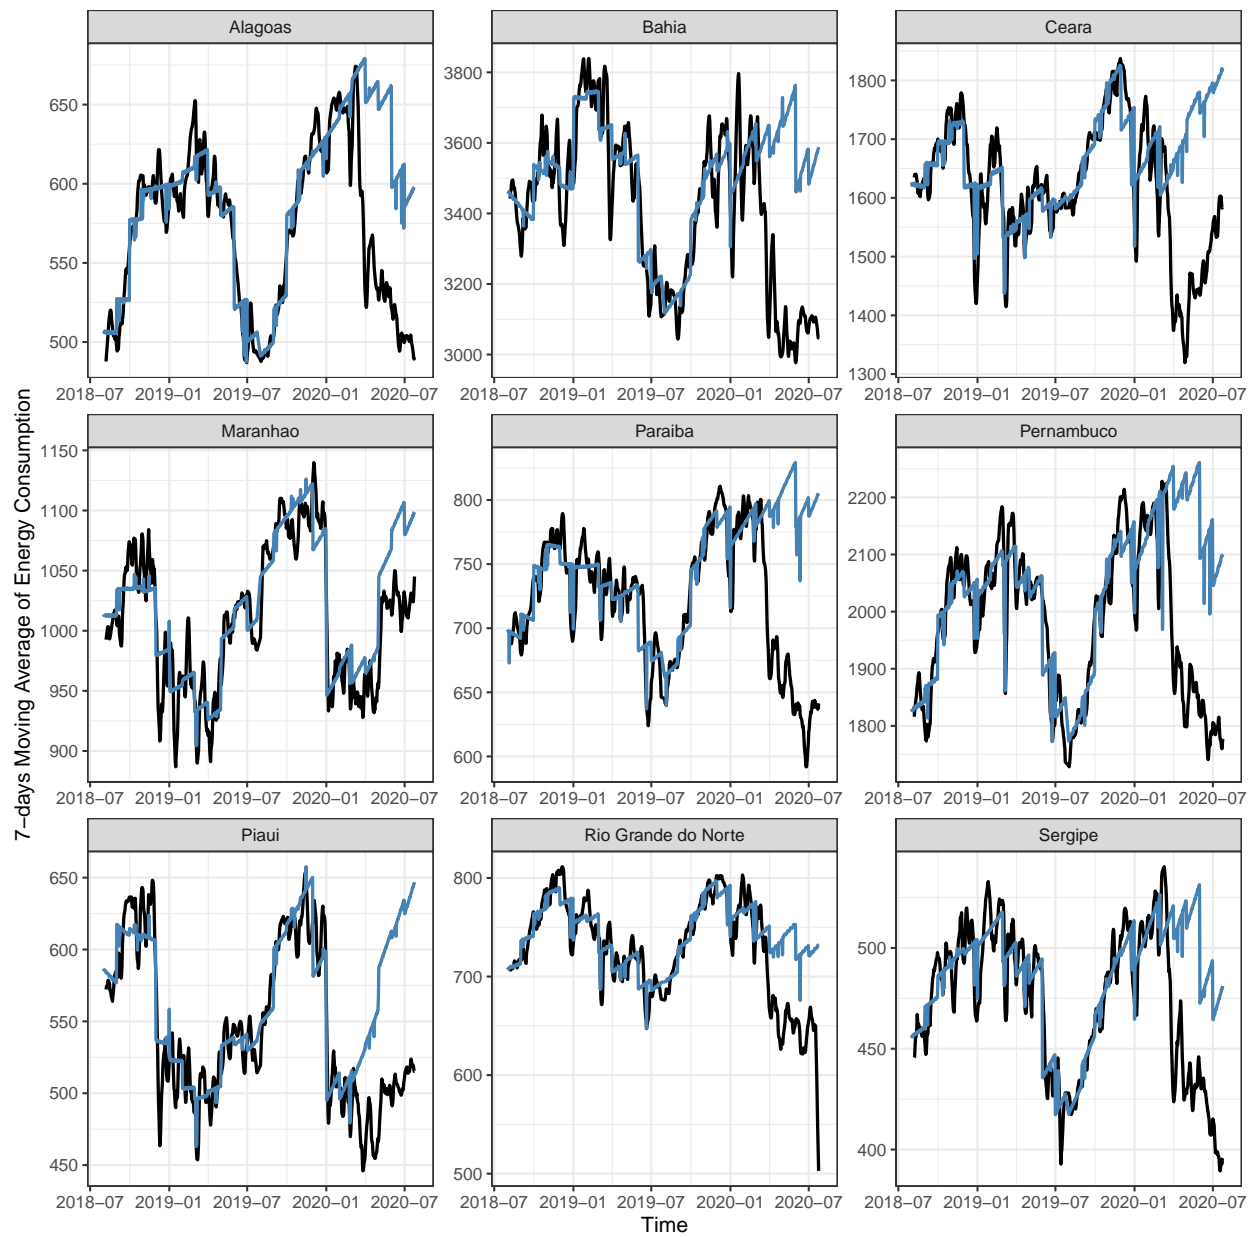 Alagoas
Bahia
Ceara
650
600
550
500
3800
3600
3400
3200
3000
1800
1700
1600
1500
1400
1300
2018−07 2019−01 2019−07 2020−01 2020−07
2018−07 2019−01 2019−07 2020−01 2020−07
2018−07 2019−01 2019−07 2020−01 2020−07
7−days Moving Average of Energy Consumption
Maranhao
Paraiba
Pernambuco
1150
1100
1050
1000
950
900
800
750
700
650
600
2200
2100
2000
1900
1800
2018−07 2019−01 2019−07 2020−01 2020−07
2018−07 2019−01 2019−07 2020−01 2020−07
2018−07 2019−01 2019−07 2020−01 2020−07
Piaui
Rio Grande do Norte
Sergipe
650
600
550
500
450
800
700
600
500
500
450
400
2018−07 2019−01 2019−07 2020−01 2020−07
2018−07 2019−01 2019−07 2020−01 2020−07
2018−07 2019−01 2019−07 2020−01 2020−07
Time